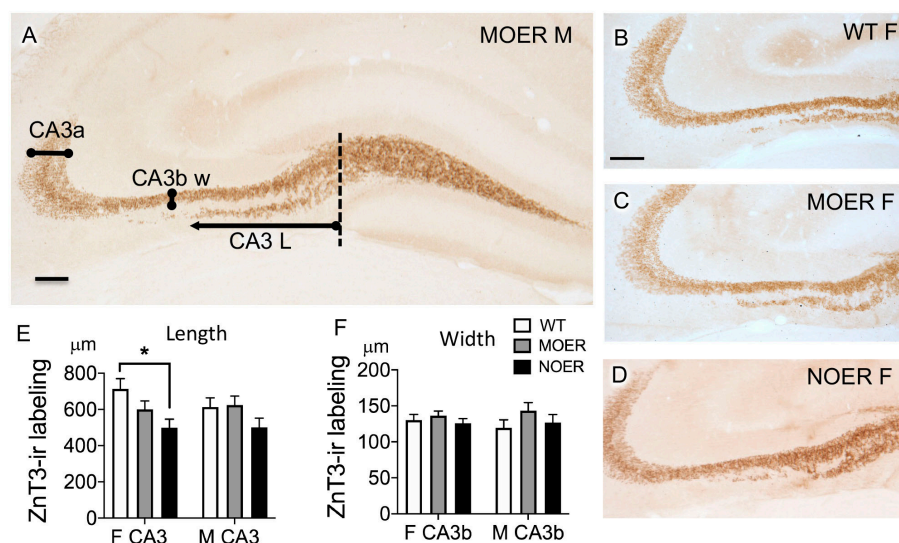 A
MOER M
CA3a
CA3b w
CA3 L
B
WT F
C
MOER F
D
NOER F
E
Length
μm
*
ZnT3-ir labeling
800
600
400
200
0
F CA3
M CA3
F
Width
μm
WT
MOER
NOER
ZnT3-ir labeling
200
150
100
50
0
F CA3b
M CA3b